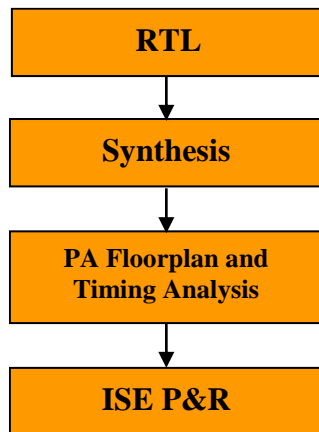 RTL
Synthesis
PA Floorplan and
Timing Analysis
ISE P&R